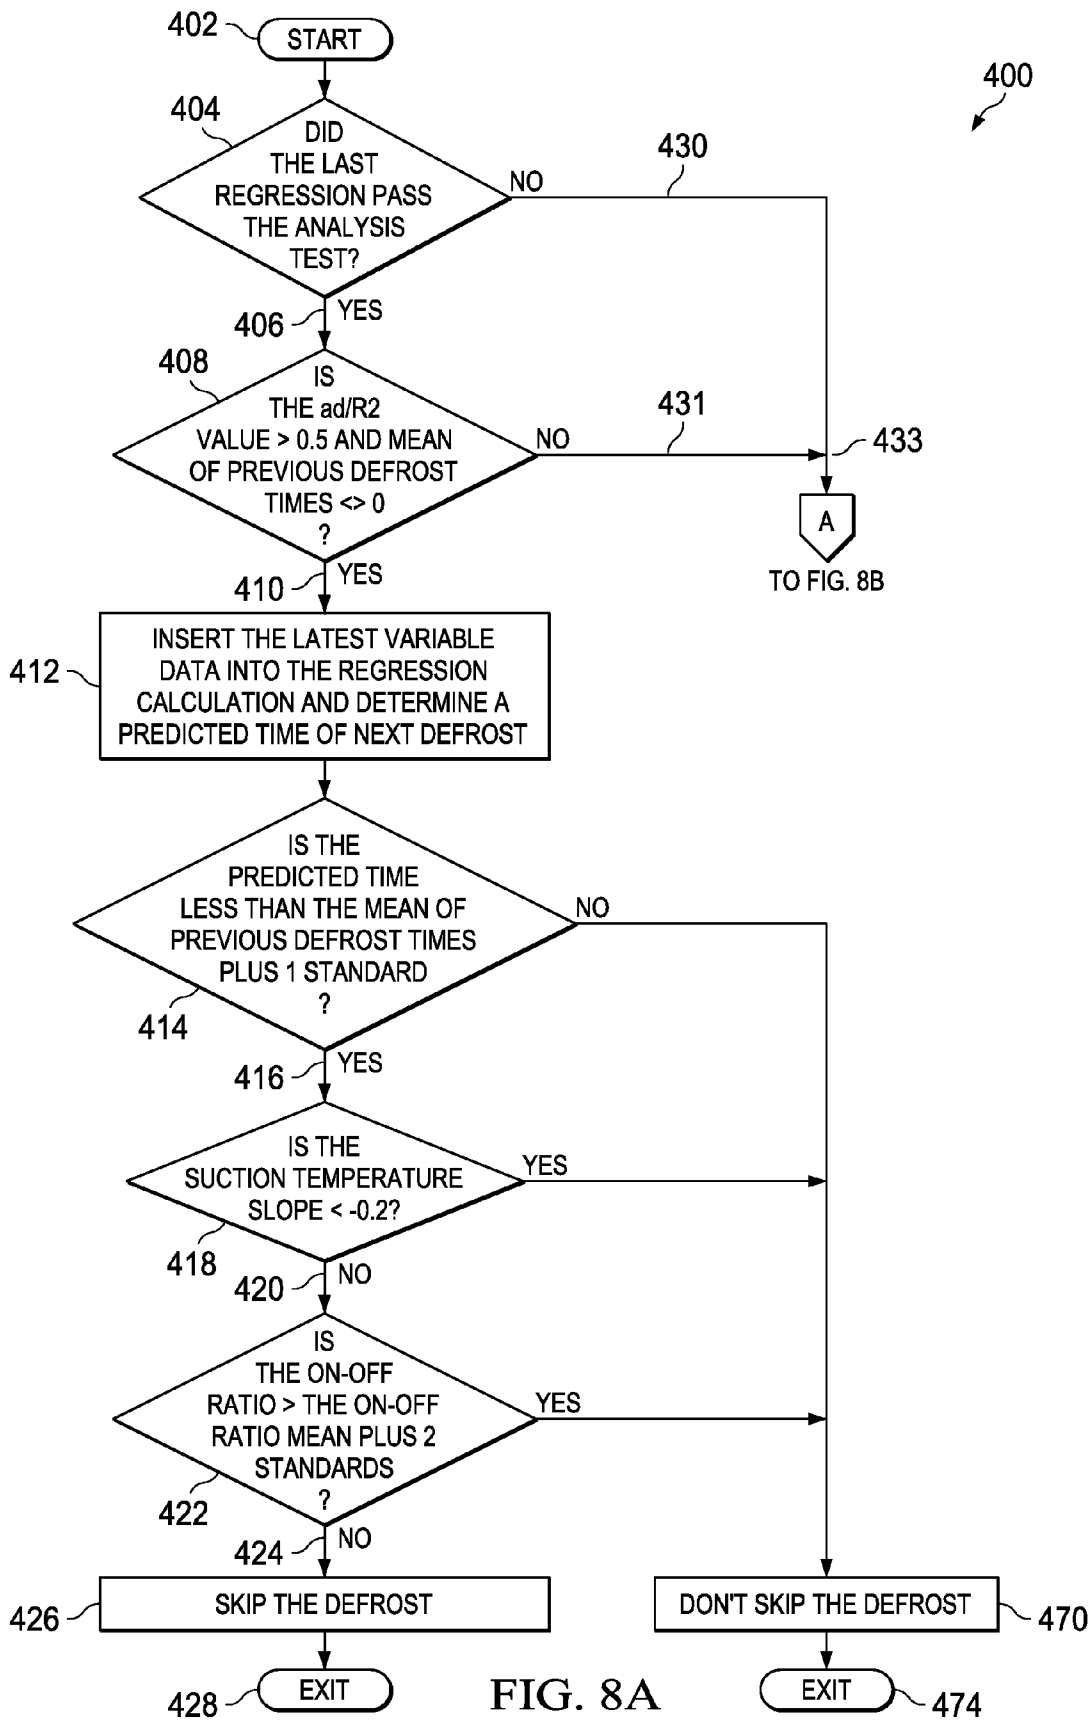 402
START
400
404
DID
THE LAST
REGRESSION PASS
THE ANALYSIS
TEST?
NO
430
406
YES
408
IS
THE ad/R2
VALUE > 0.5 AND MEAN
OF PREVIOUS DEFROST
TIMES <> 0
?
NO
431
433
A
TO FIG. 8B
410
YES
412
INSERT THE LATEST VARIABLE
DATA INTO THE REGRESSION
CALCULATION AND DETERMINE A
PREDICTED TIME OF NEXT DEFROST
IS THE
PREDICTED TIME
LESS THAN THE MEAN OF
PREVIOUS DEFROST TIMES
PLUS 1 STANDARD
?
NO
414
416
YES
IS THE
SUCTION TEMPERATURE
SLOPE < -0.2?
YES
418
420
NO
IS
THE ON-OFF
RATIO > THE ON-OFF
RATIO MEAN PLUS 2
STANDARDS
?
YES
422
424
NO
426
SKIP THE DEFROST
DON'T SKIP THE DEFROST
470
428
EXIT
FIG. 8A
EXIT
474